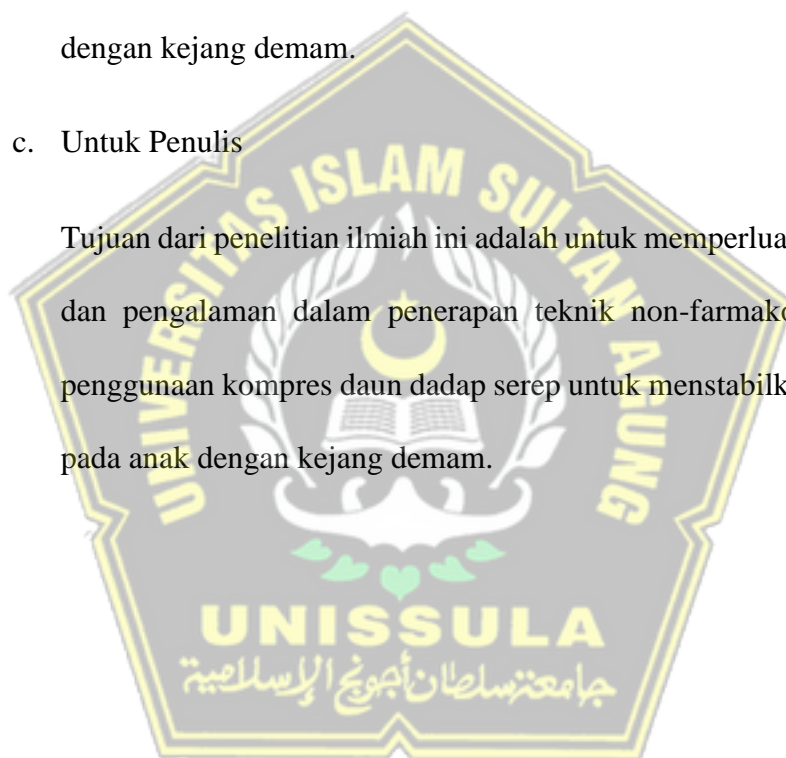 dengan kejang demam.
c. Untuk Penulis
Tujuan dari penelitian ilmiah ini adalah untuk memperlua
dan pengalaman dalam penerapan teknik non-farmako
penggunaan kompres daun dadap serep untuk menstabilk
pada anak dengan kejang demam.
UNIVERSITAS ISLAM SULTAN AGUNG
UNISSULA
جامعتسلطان أجونج الإسلامية